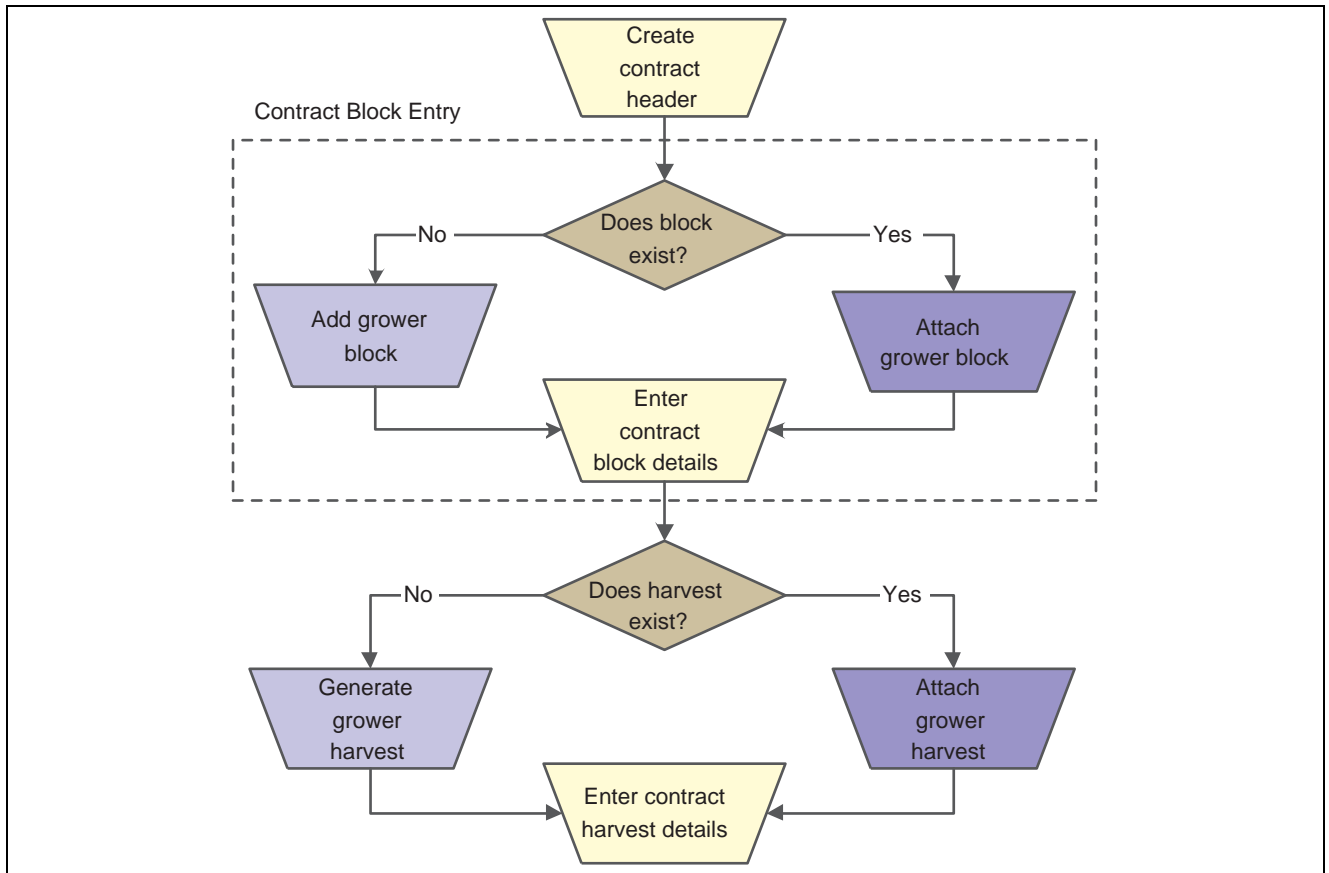 Create
contract
header
Contract Block Entry
Does block
exist?
No
Yes
Add grower
block
Attach
grower block
Enter
contract
block details
Does harvest
exist?
No
Yes
Generate
grower
harvest
Attach
grower
harvest
Enter contract
harvest details